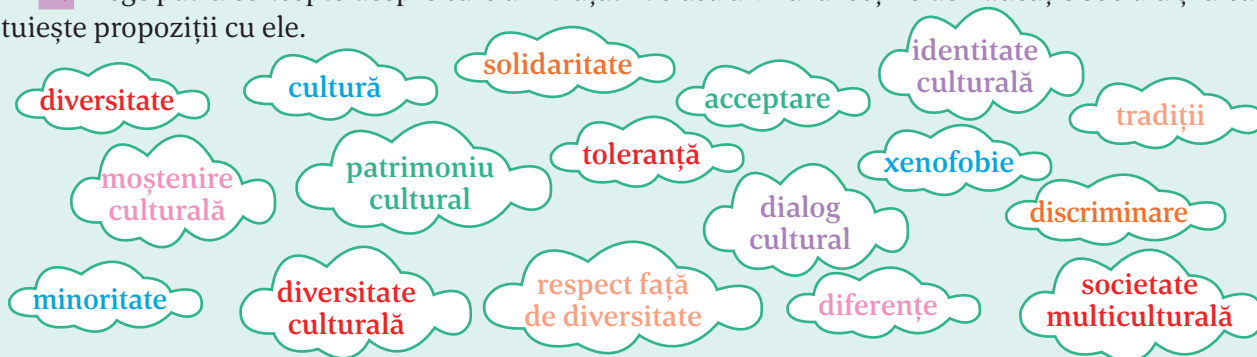 tuiește propoziții cu ele.
diversitate
cultură
solidaritate
acceptare
identitate
culturală
tradiții
moștenire
culturală
patrimoniu
cultural
toleranță
dialog
cultural
xenofobie
discriminare
minoritate
diversitate
culturală
respect față
de diversitate
diferențe
societate
multiculturală